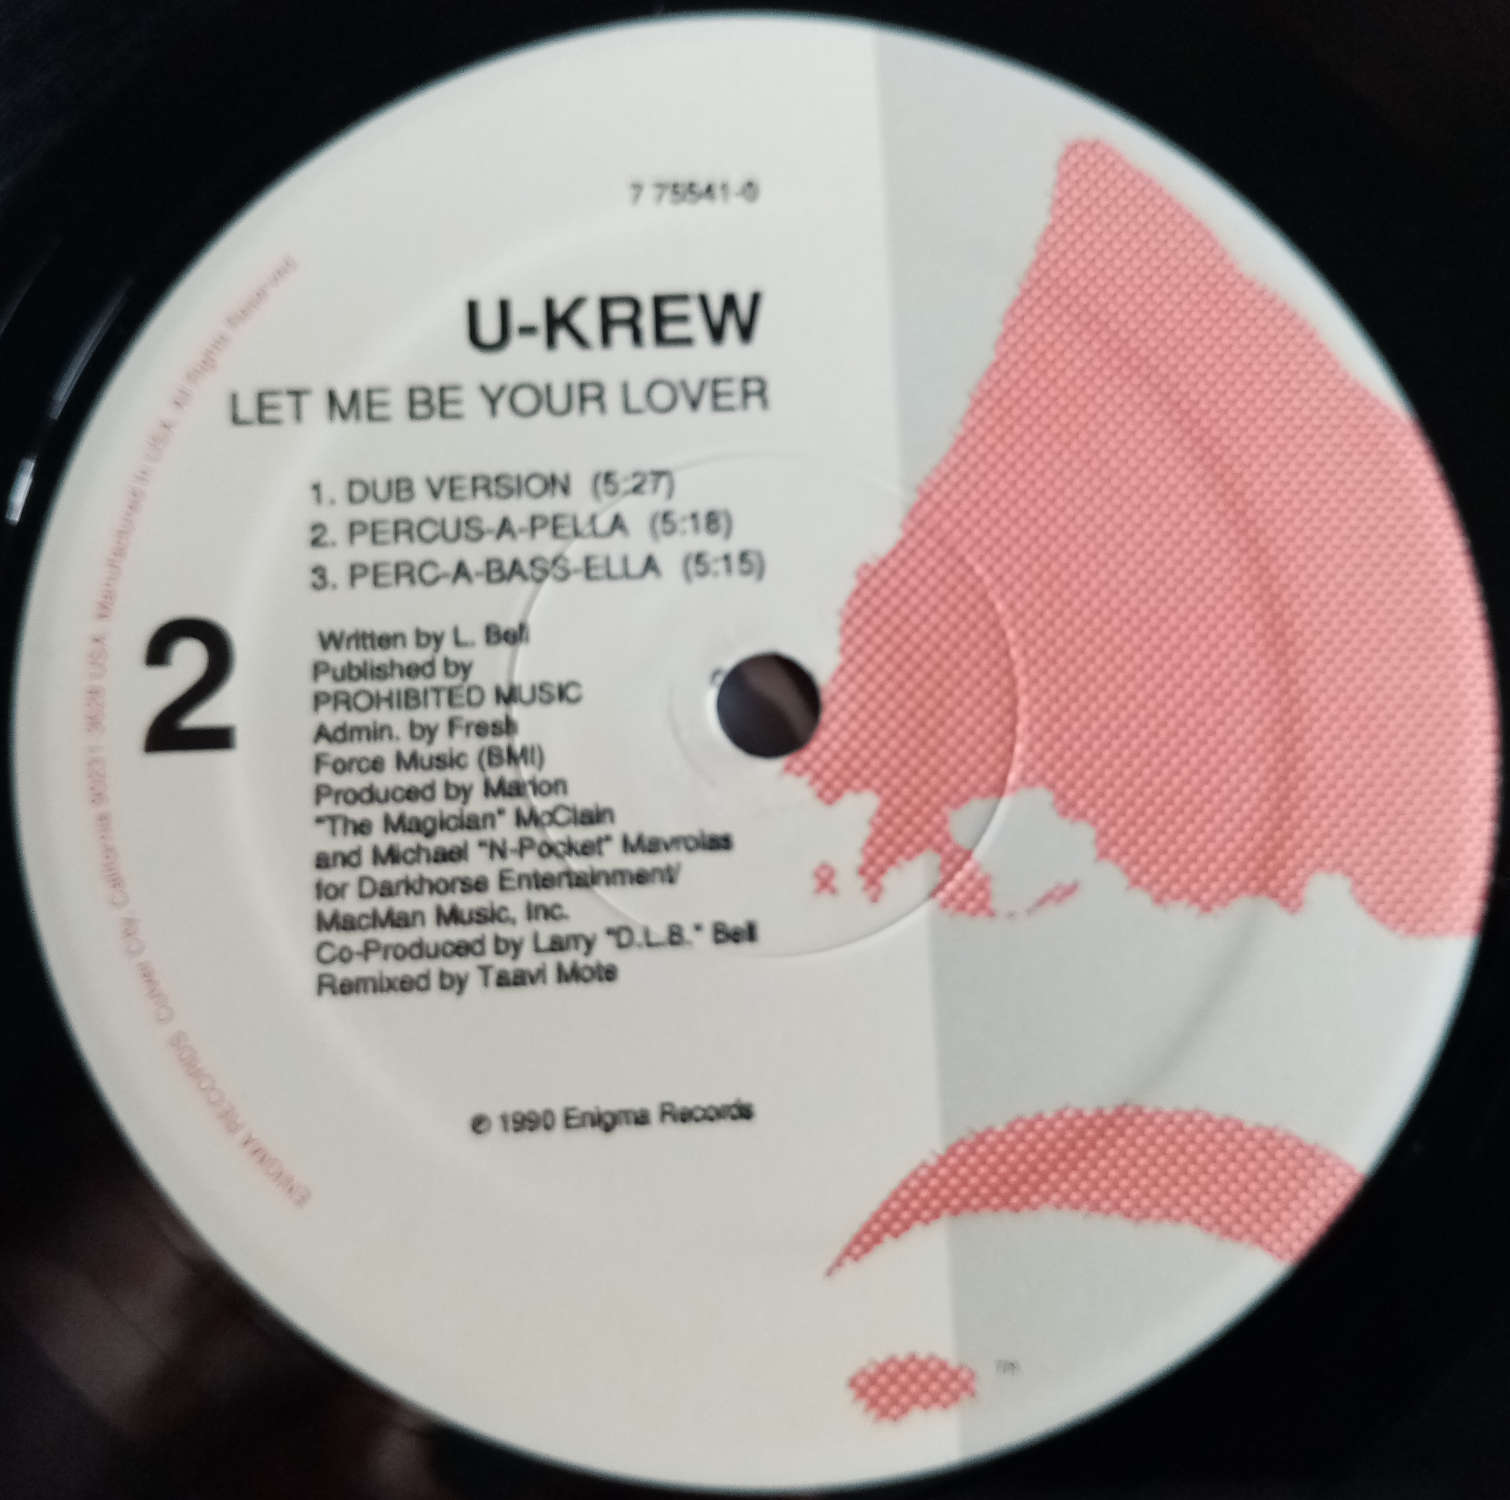 7 75541-0
U-KREW
LET ME BE YOUR LOVER
1. DUB VERSION (5:27)
2. PERCUS-A-PELLA (5:18)
3. PERC-A-BASS-ELLA (5:15)
2
Written by L. Bell
Published by
PROHIBITED MUSIC
Admin. by Fresh
Force Music (BMI)
Produced by Marion
"The Magician" McClain
and Michael "N-Pocket" Mavrolas
for Darkhorse Entertainment/
MacMan Music, Inc.
Co-Produced by Larry "D.L.B." Bell
Remixed by Taavi Mote
℗ 1990 Enigma Records
ENIGMA RECORDS Culver City California 90231 3628 USA Manufactured in USA. All Rights Reserved
TM